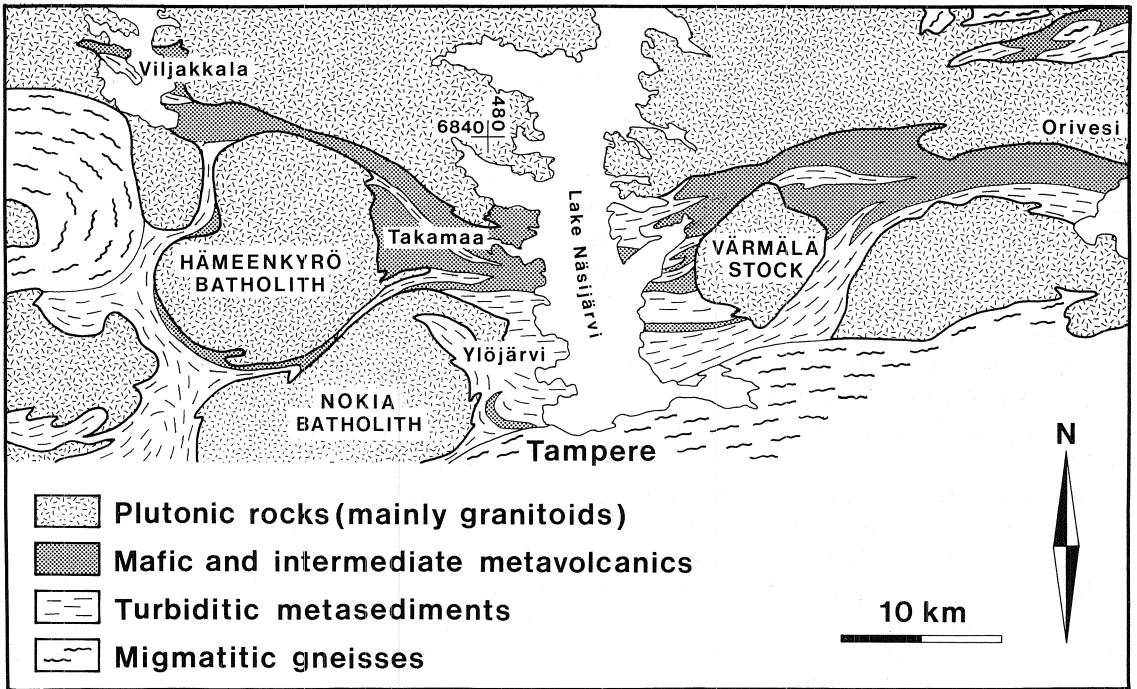 Viljakkala
480
6840
Orivesi
Lake Näsijärvi
Takamaa
HÄMEENKYRÖ
BATHOLITH
VÄRMÄLÄ
STOCK
Ylöjärvi
NOKIA
BATHOLITH
Tampere
N
Plutonic rocks (mainly granitoids)
Mafic and intermediate metavolcanics
Turbiditic metasediments
Migmatitic gneisses
10 km